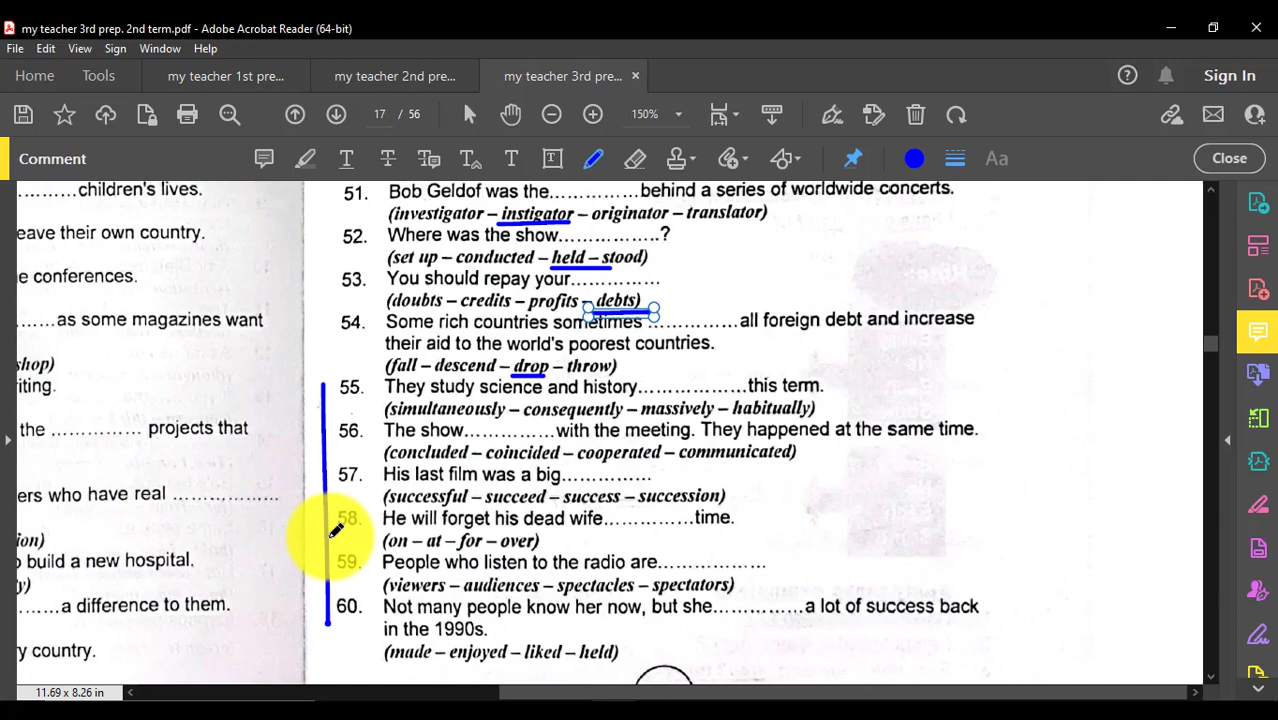 my teacher 3rd prep. 2nd term.pdf - Adobe Acrobat Reader (64-bit)
File Edit View Sign Window Help
Home Tools my teacher 1st pre... my teacher 2nd pre... my teacher 3rd pre... × Sign In
17 / 56 150%
Comment Aa Close
…………children's lives.
eave their own country.
e conferences.
……..as some magazines want
hop)
riting.
the …………… projects that
ers who have real ………………
ion)
o build a new hospital.
y)
………a difference to them.
ry country.
51. Bob Geldof was the……………behind a series of worldwide concerts.
(investigator – instigator – originator – translator)
52. Where was the show……………..?
(set up – conducted – held – stood)
53. You should repay your……………
(doubts – credits – profits – debts)
54. Some rich countries sometimes ……………all foreign debt and increase
their aid to the world's poorest countries.
(fall – descend – drop – throw)
55. They study science and history………………this term.
(simultaneously – consequently – massively – habitually)
56. The show……………with the meeting. They happened at the same time.
(concluded – coincided – cooperated – communicated)
57. His last film was a big……………
(successful – succeed – success – succession)
58. He will forget his dead wife……………time.
(on – at – for – over)
59. People who listen to the radio are………………
(viewers – audiences – spectacles – spectators)
60. Not many people know her now, but she……………a lot of success back
in the 1990s.
(made – enjoyed – liked – held)
11.69 x 8.26 in